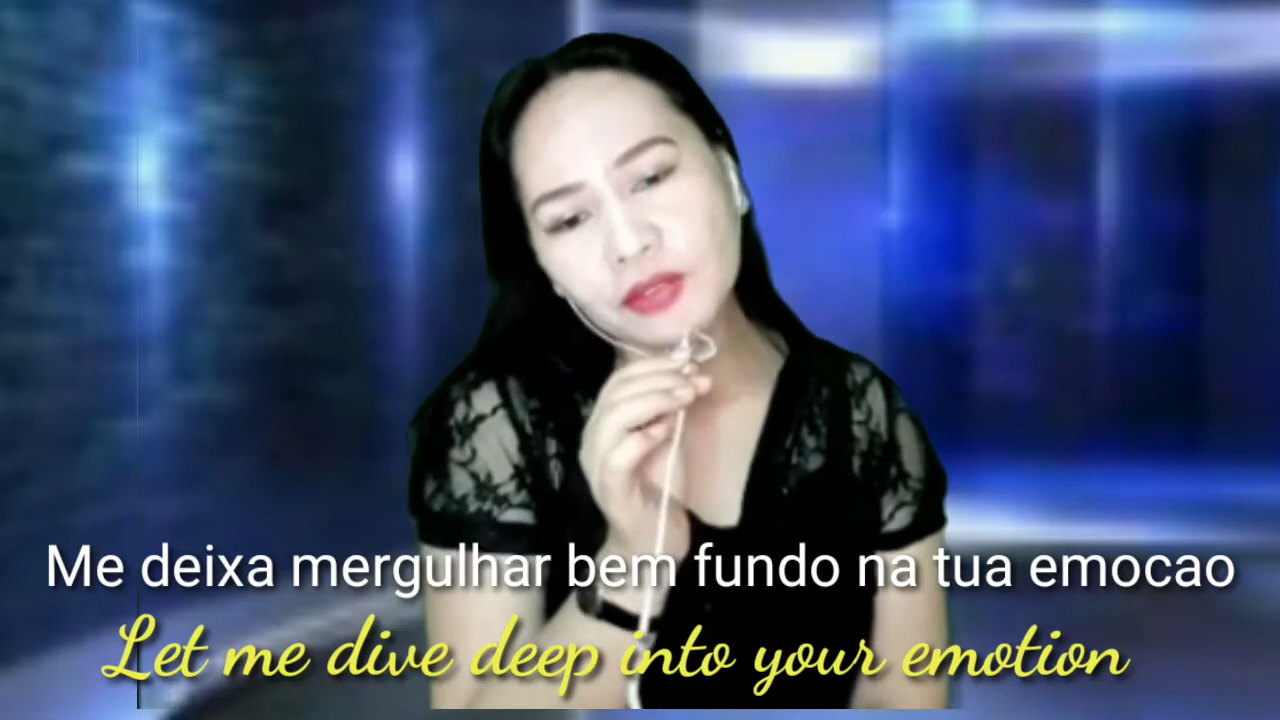 Me deixa mergulhar bem fundo na tua emocao
Let me dive deep into your emotion